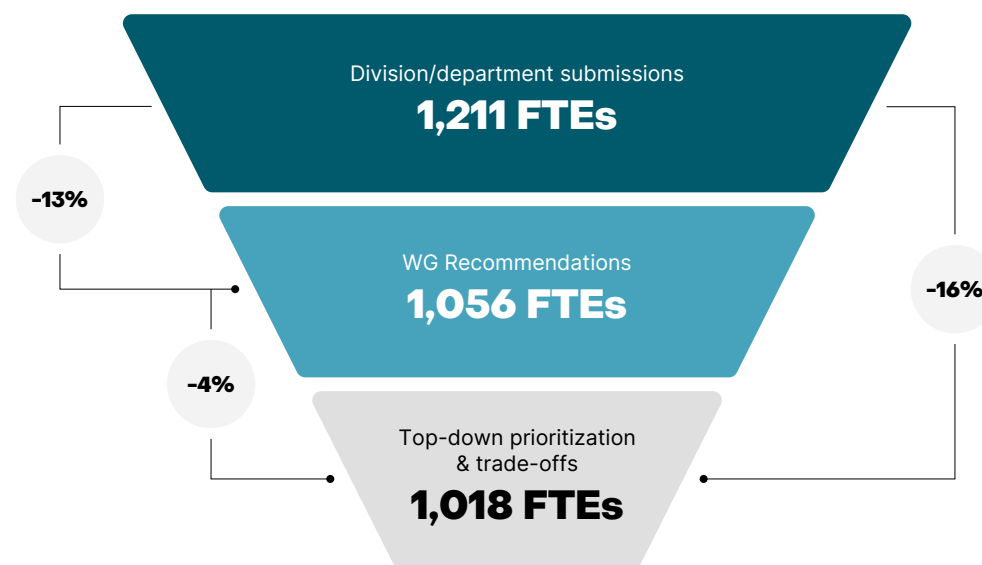 Division/department submissions
1,211 FTEs
-13%
WG Recommendations
1,056 FTEs
-16%
-4%
Top-down prioritization
& trade-offs
1,018 FTEs